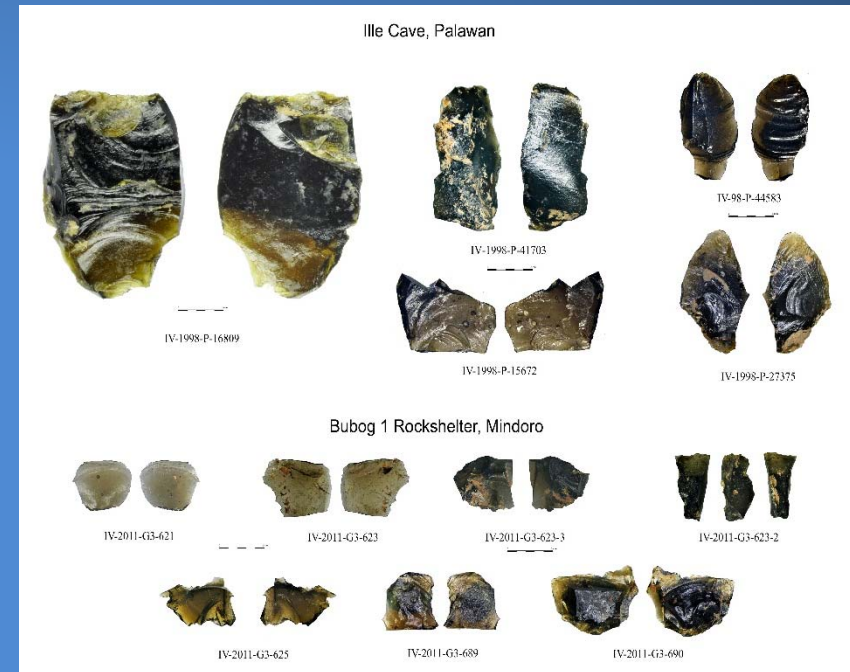 Ille Cave, Palawan
IV-1998-P-16809
IV-1998-P-41703
IV-98-P-44583
IV-1998-P-15672
IV-1998-P-27375
Bubog 1 Rockshelter, Mindoro
IV-2011-G3-621
IV-2011-G3-623
IV-2011-G3-623-3
IV-2011-G3-623-2
IV-2011-G3-625
IV-2011-G3-689
IV-2011-G3-690